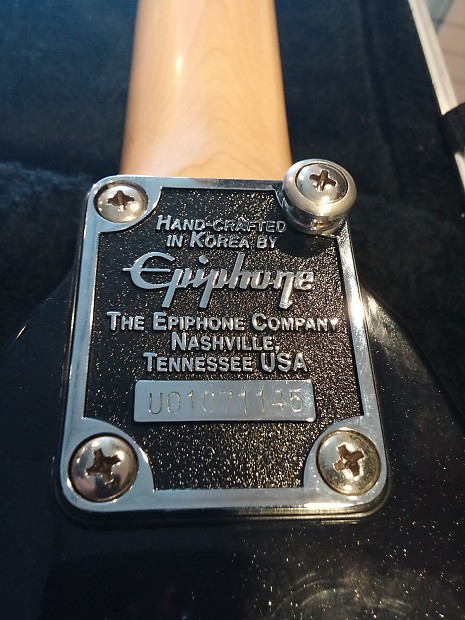 HAND-CRAFTED
IN KOREA BY
Epiphone
THE EPIPHONE COMPANY
NASHVILLE,
TENNESSEE USA
U01071145